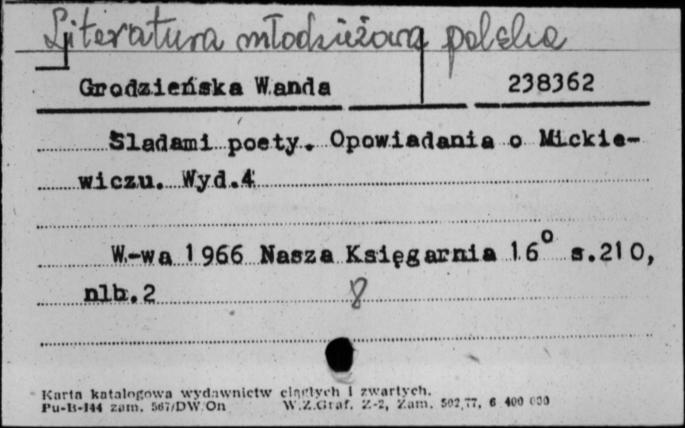 Literatura młodzieżowa polska
Grodzieńska Wanda 238362
Śladami poety. Opowiadania o Mickie-
wiczu. Wyd.4
W-wa 1966 Nasza Księgarnia 16° s.210,
nlb.2 8
Karta katalogowa wydawnictw ciągłych i zwartych.
Pu-B-144 zam. 567/DW/On W.Z.Graf. Z-2, Zam. 502/77, 6 400 000